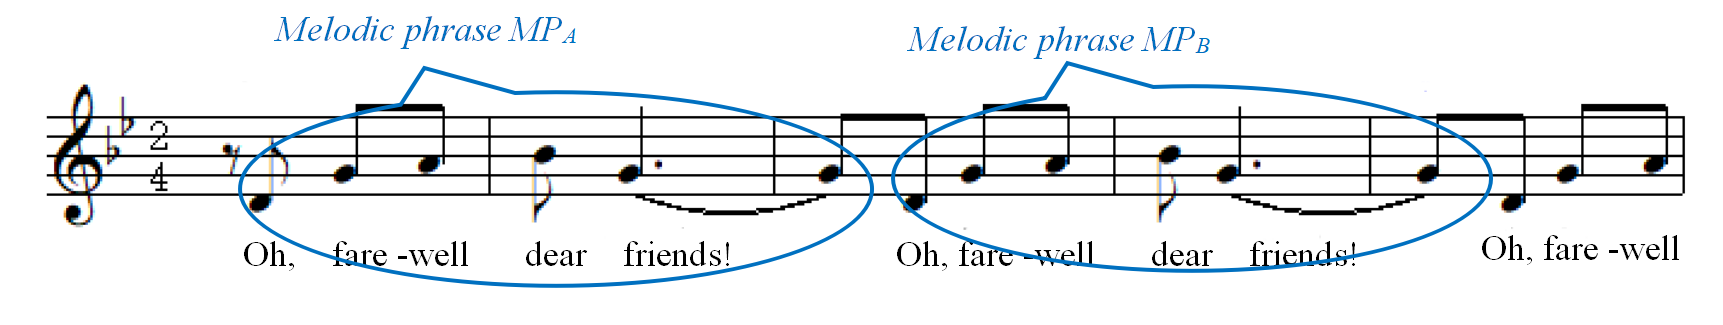 Melodic phrase MPA Melodic phrase MPB
2
4
Oh, fare -well dear friends! Oh, fare -well dear friends! Oh, fare -well